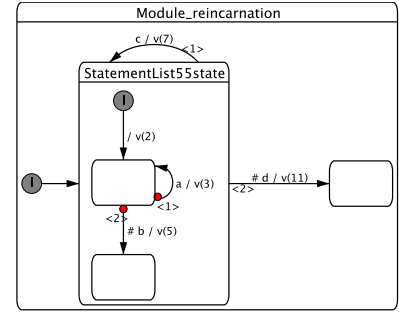 Module_reincarnation
c / v(7)
<1>
StatementList55state
I
/ v(2)
I
a / v(3)
<1>
# d / v(11)
<2>
<2>
# b / v(5)